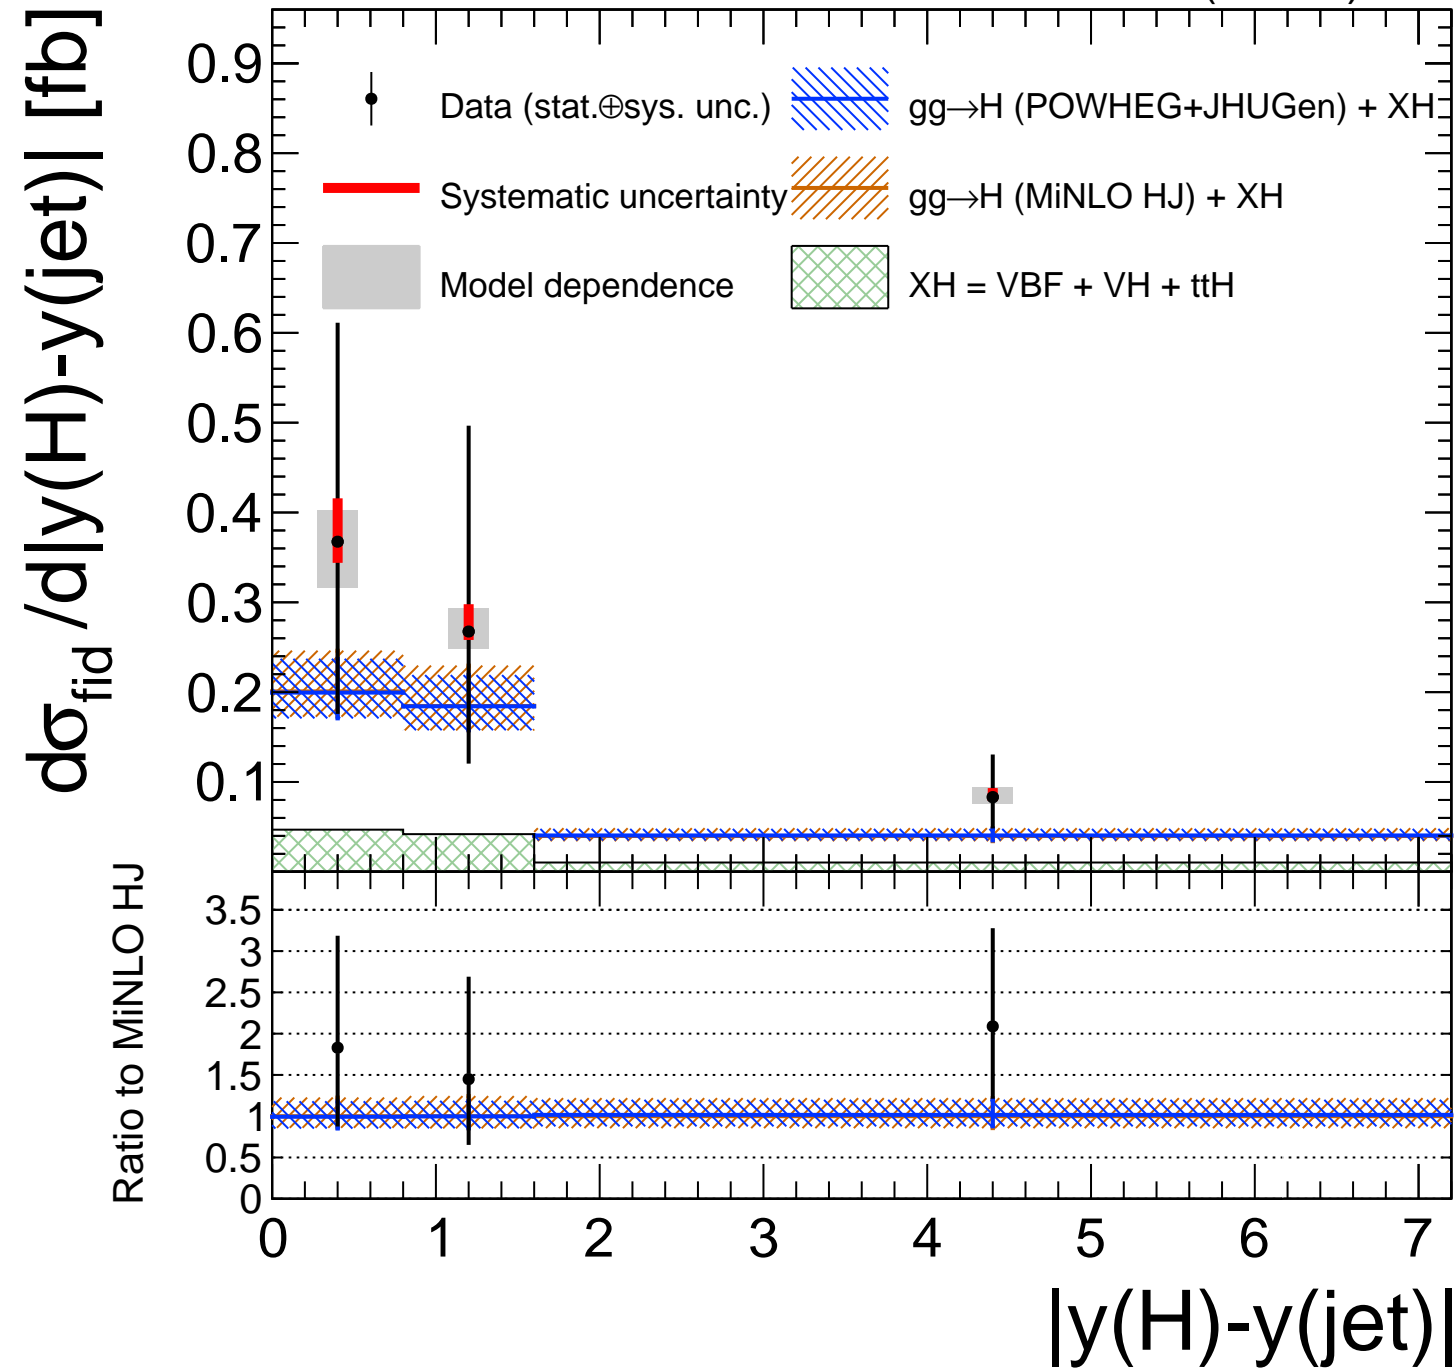 dσfid /d|y(H)-y(jet)| [fb]
0.9
0.8
0.7
0.6
0.5
0.4
0.3
0.2
0.1
Data (stat.⊕sys. unc.)
Systematic uncertainty
Model dependence
gg→H (POWHEG+JHUGen) + XH
gg→H (MiNLO HJ) + XH
XH = VBF + VH + ttH
Ratio to MiNLO HJ
3.5
3
2.5
2
1.5
1
0.5
0
0 1 2 3 4 5 6 7
|y(H)-y(jet)|